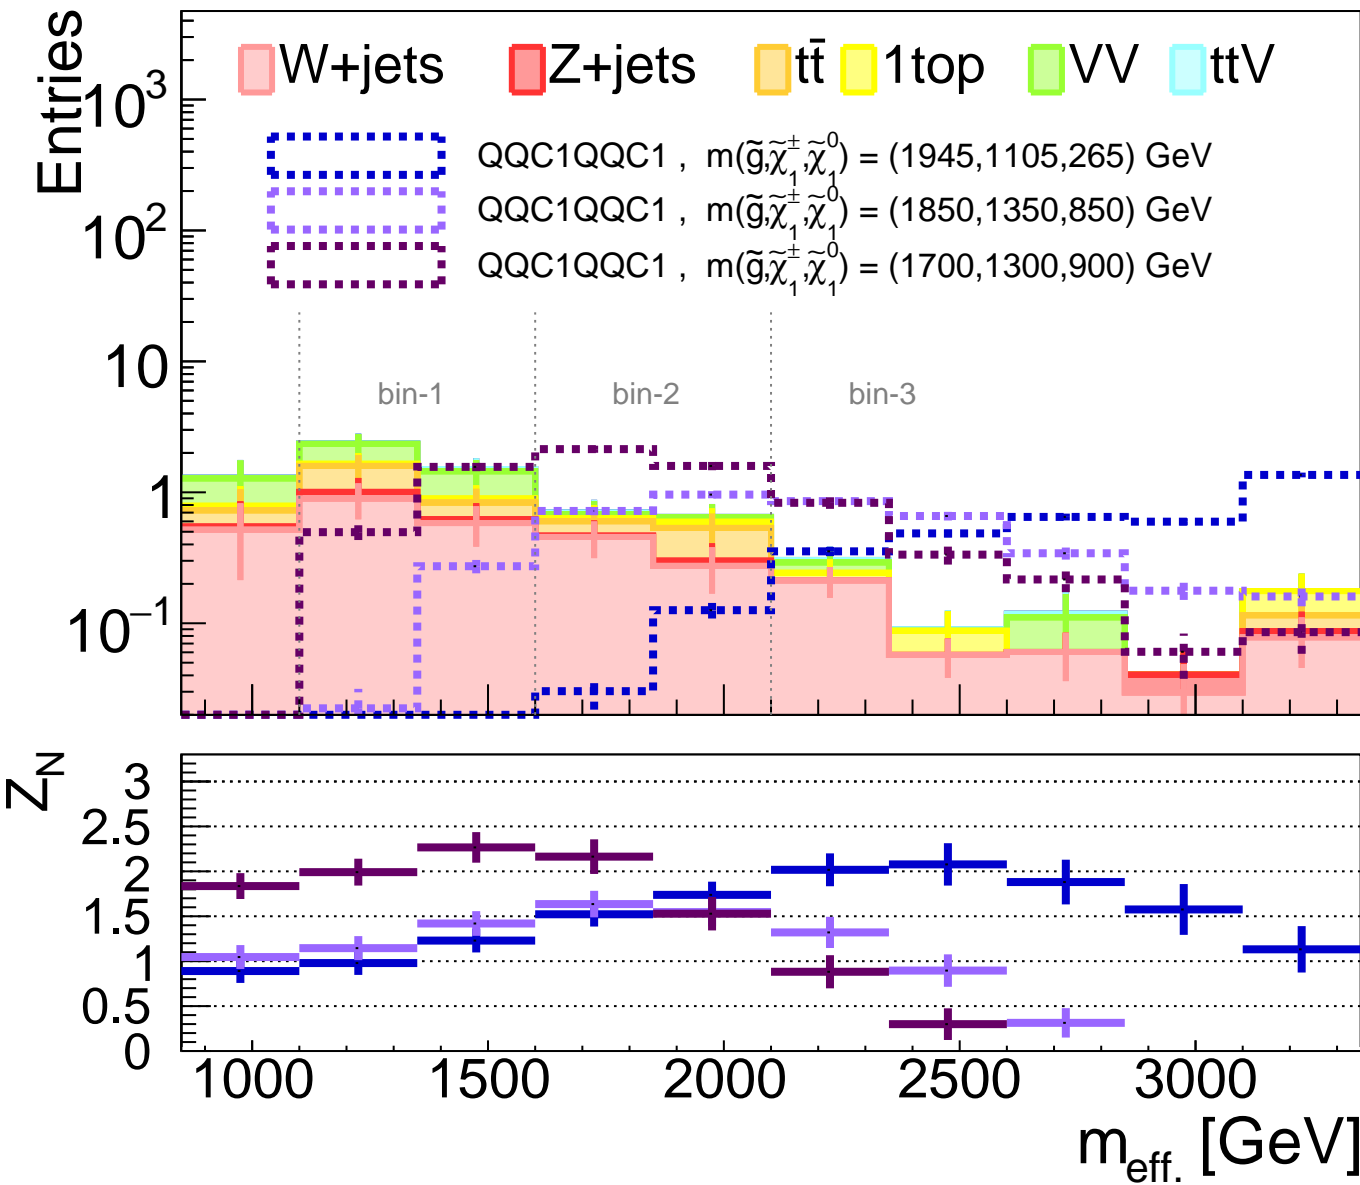 Entries
W+jets Z+jets tt̄ 1top VV ttV
QQC1QQC1 , m(g̃,χ̃₁±,χ̃₁⁰) = (1945,1105,265) GeV
QQC1QQC1 , m(g̃,χ̃₁±,χ̃₁⁰) = (1850,1350,850) GeV
QQC1QQC1 , m(g̃,χ̃₁±,χ̃₁⁰) = (1700,1300,900) GeV
10³
10²
10
1
10⁻¹
bin-1 bin-2 bin-3
Z_N
3
2.5
2
1.5
1
0.5
0
1000 1500 2000 2500 3000
m_eff. [GeV]